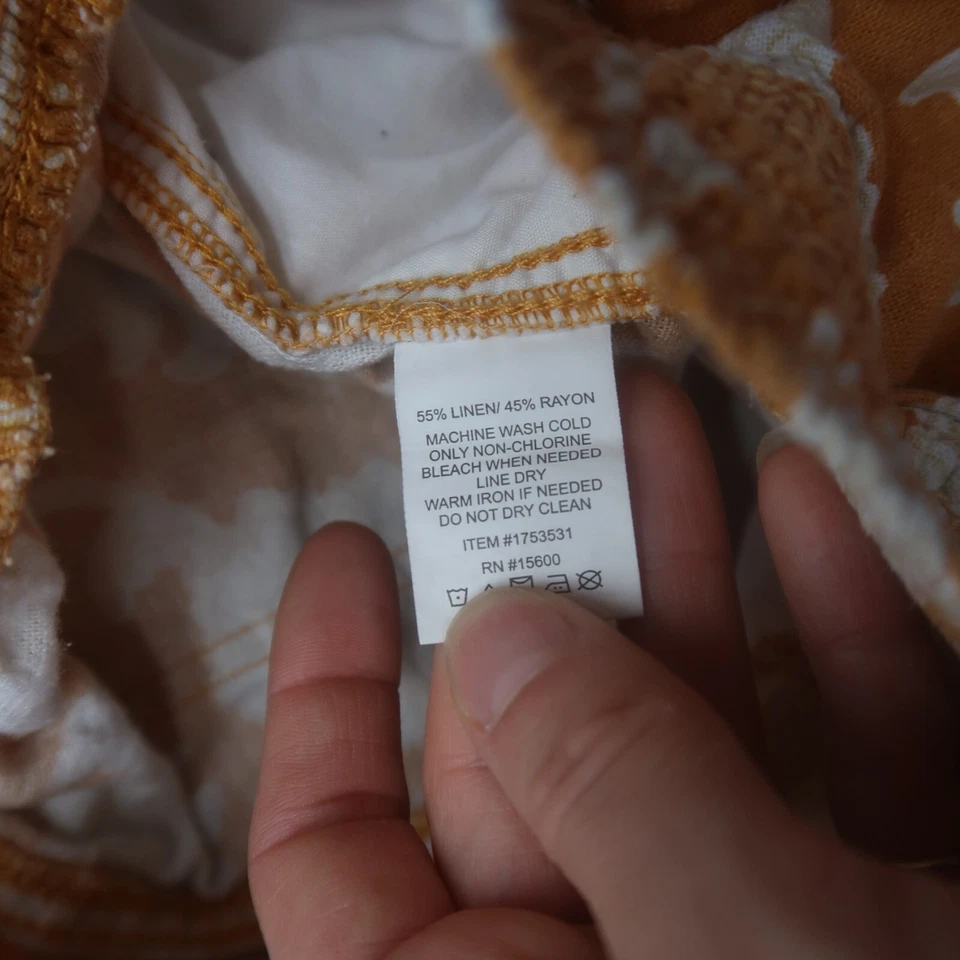 55% LINEN/ 45% RAYON
MACHINE WASH COLD
ONLY NON-CHLORINE
BLEACH WHEN NEEDED
LINE DRY
WARM IRON IF NEEDED
DO NOT DRY CLEAN
ITEM #1753531
RN #15600